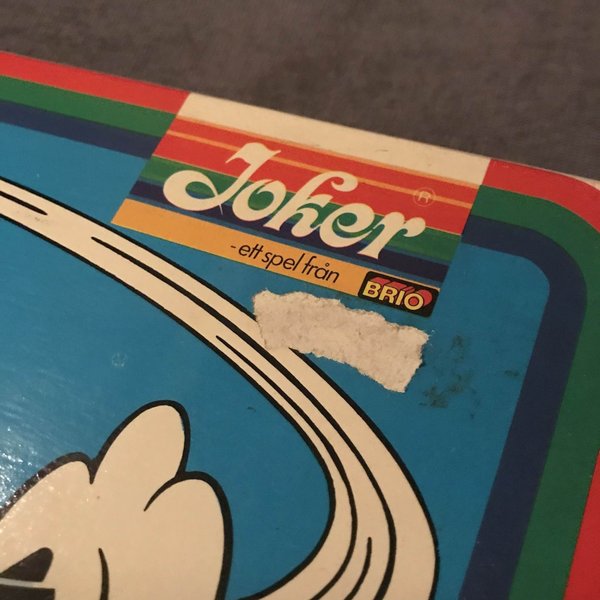 Joker ®
- ett spel från
BRIO